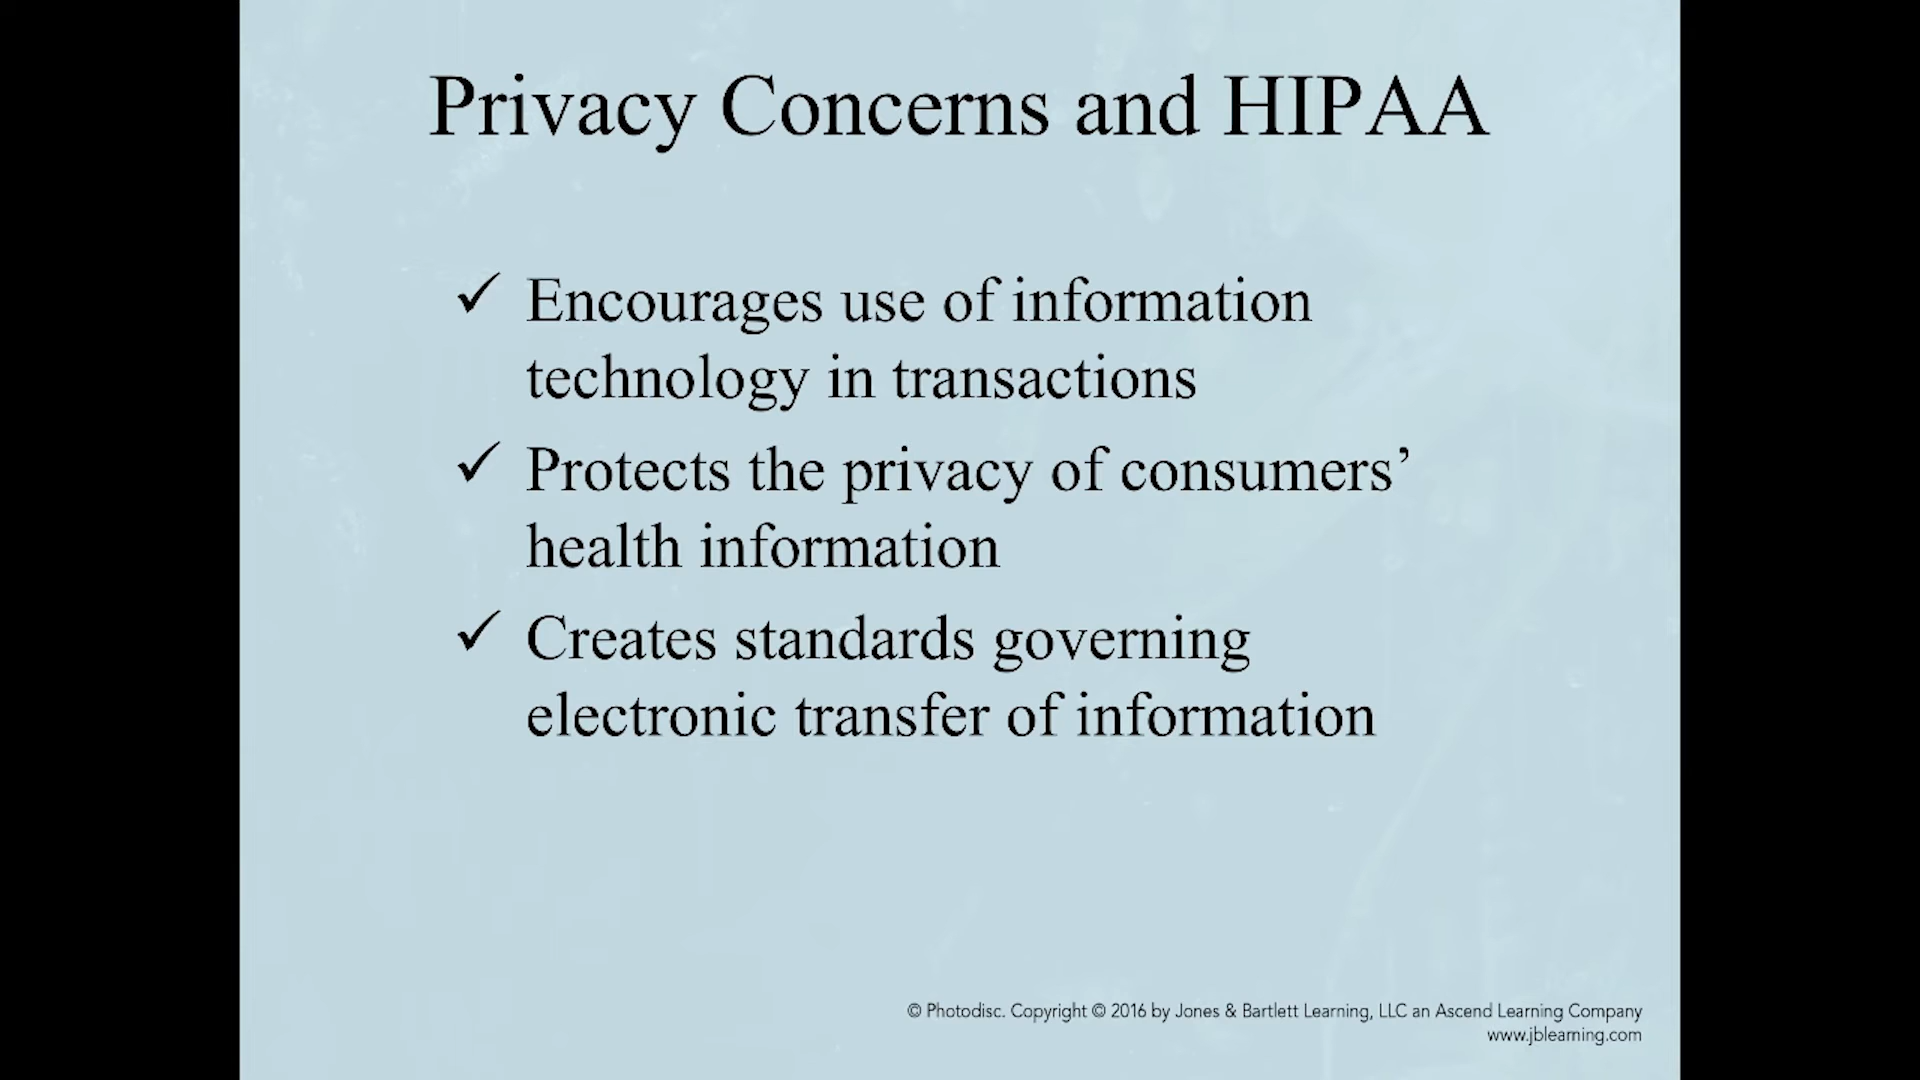 Privacy Concerns and HIPAA
✓ Encourages use of information
technology in transactions
✓ Protects the privacy of consumers’
health information
✓ Creates standards governing
electronic transfer of information
© Photodisc. Copyright © 2016 by Jones & Bartlett Learning, LLC an Ascend Learning Company
www.jblearning.com